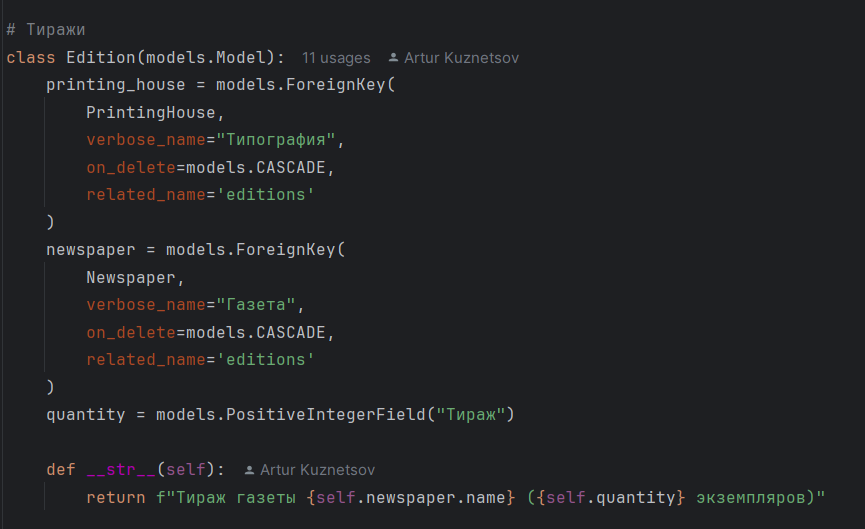 # Тиражи
class Edition(models.Model): 11 usages Artur Kuznetsov
printing_house = models.ForeignKey(
PrintingHouse,
verbose_name="Типография",
on_delete=models.CASCADE,
related_name='editions'
)
newspaper = models.ForeignKey(
Newspaper,
verbose_name="Газета",
on_delete=models.CASCADE,
related_name='editions'
)
quantity = models.PositiveIntegerField("Тираж")
def __str__(self): Artur Kuznetsov
return f"Тираж газеты {self.newspaper.name} ({self.quantity} экземпляров)"